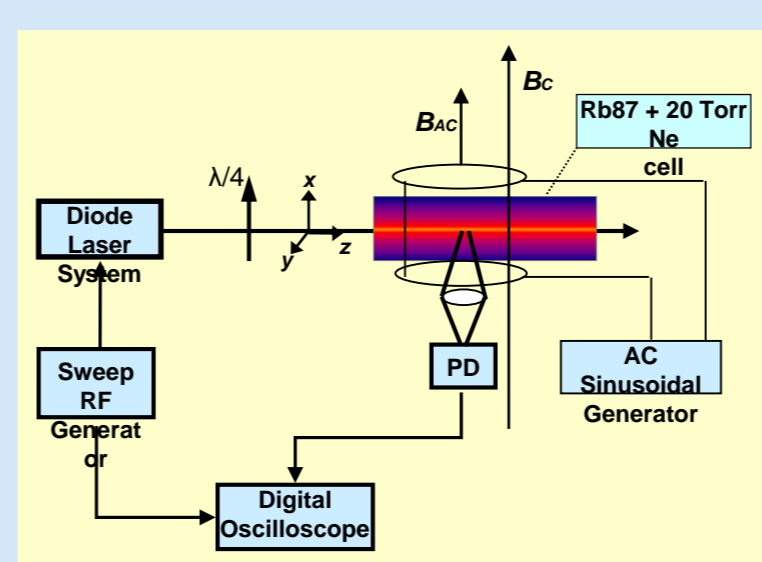 BC
BAC
Rb87 + 20 Torr
Ne
cell
λ/4
x
y
z
Diode
Laser
System
PD
Sweep
RF
Generat
or
AC
Sinusoidal
Generator
Digital
Oscilloscope